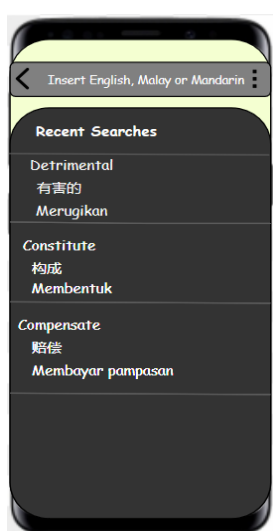 Insert English, Malay or Mandarin
Recent Searches
Detrimental
有害的
Merugikan
Constitute
构成
Membentuk
Compensate
赔偿
Membayar pampasan